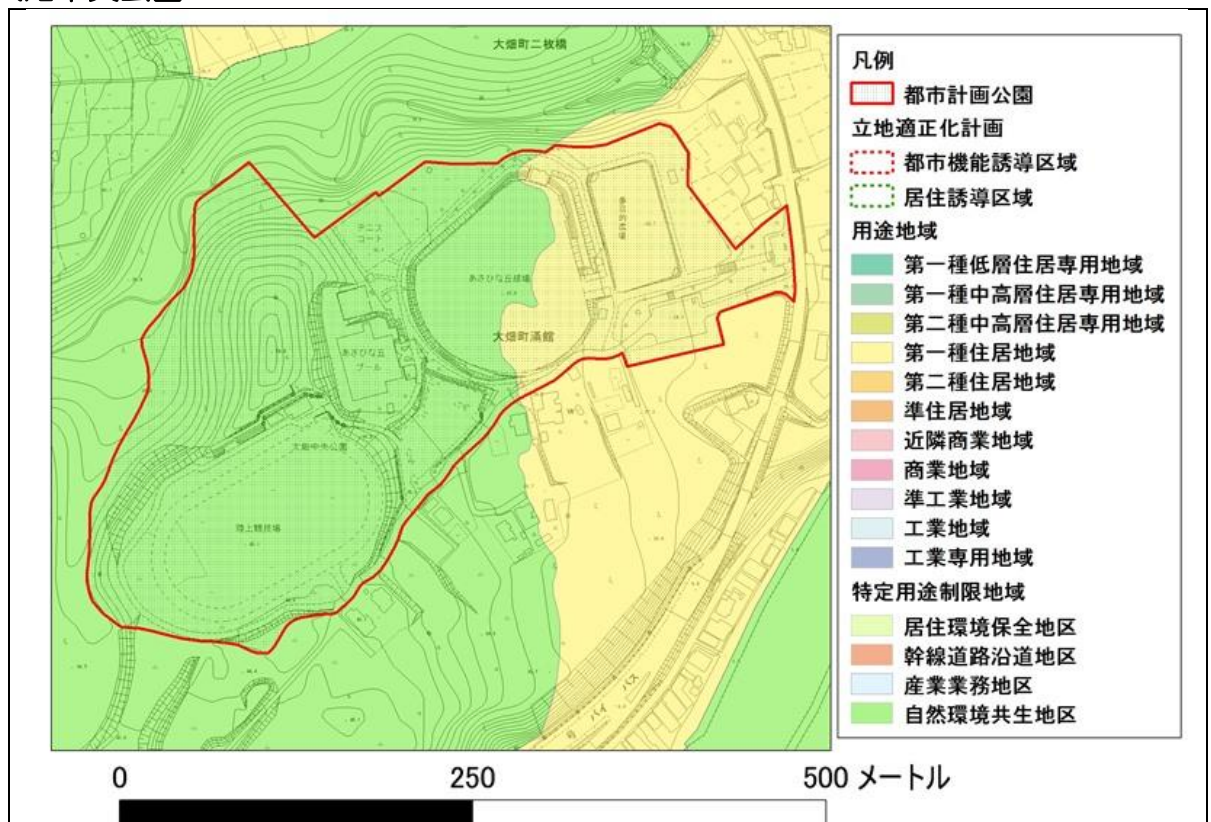 大畑町二枚橋
テニス
コート
多目的広場
あさひな丘球場
大畑町湯舘
あさひな丘
プール
大畑中央公園
陸上競技場
バイパス
凡例
都市計画公園
立地適正化計画
都市機能誘導区域
居住誘導区域
用途地域
第一種低層住居専用地域
第一種中高層住居専用地域
第二種中高層住居専用地域
第一種住居地域
第二種住居地域
準住居地域
近隣商業地域
商業地域
準工業地域
工業地域
工業専用地域
特定用途制限地域
居住環境保全地区
幹線道路沿道地区
産業業務地区
自然環境共生地区
0 250 500 メートル